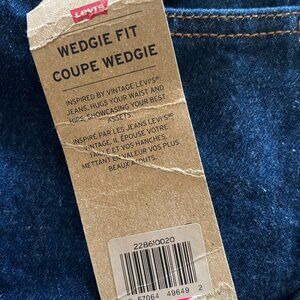 Levi's
WEDGIE FIT
COUPE WEDGIE
INSPIRED BY VINTAGE LEVI'S®
JEANS. HUGS YOUR WAIST AND
HIPS, SHOWCASING YOUR BEST
ASSETS.
INSPIRÉ PAR LES JEANS LEVI'S®
VINTAGE, IL ÉPOUSE VOTRE
TAILLE ET VOS HANCHES,
METTANT EN VALEUR VOS PLUS
BEAUX ATOUTS.
228610020
57064 49649 2